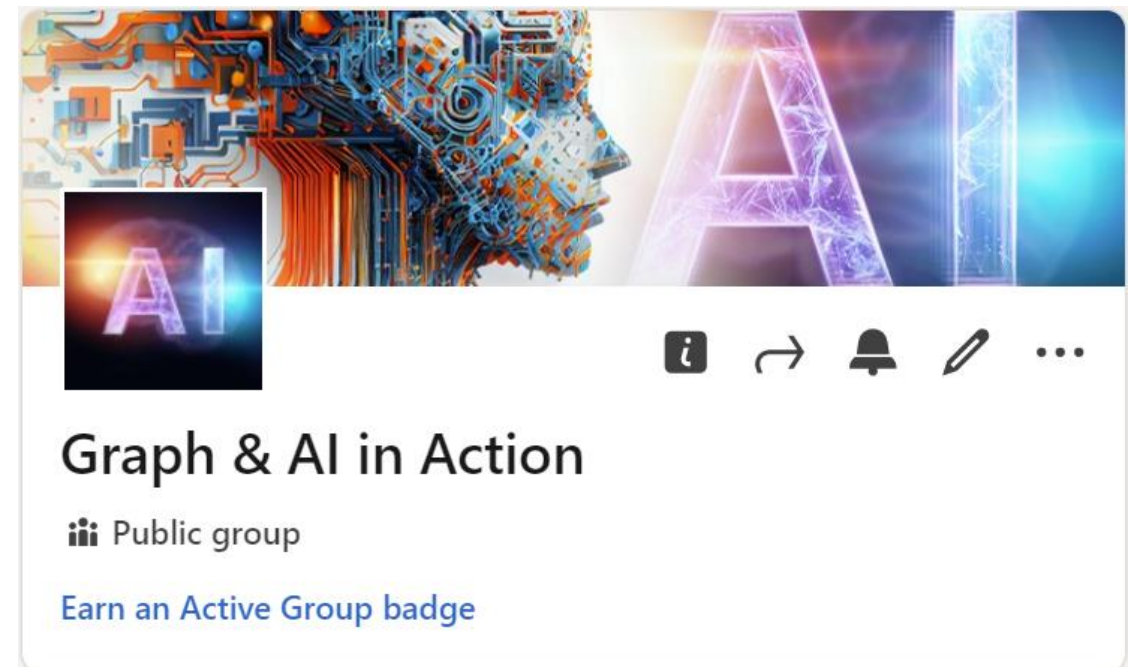 AI
AI
Graph & AI in Action
Public group
Earn an Active Group badge